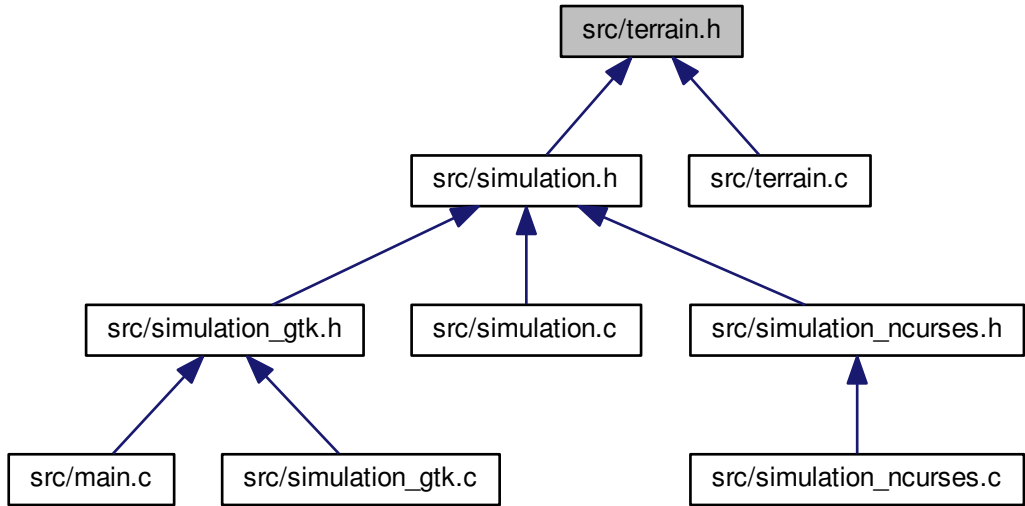 src/terrain.h
src/simulation.h
src/terrain.c
src/simulation_gtk.h
src/simulation.c
src/simulation_ncurses.h
src/main.c
src/simulation_gtk.c
src/simulation_ncurses.c